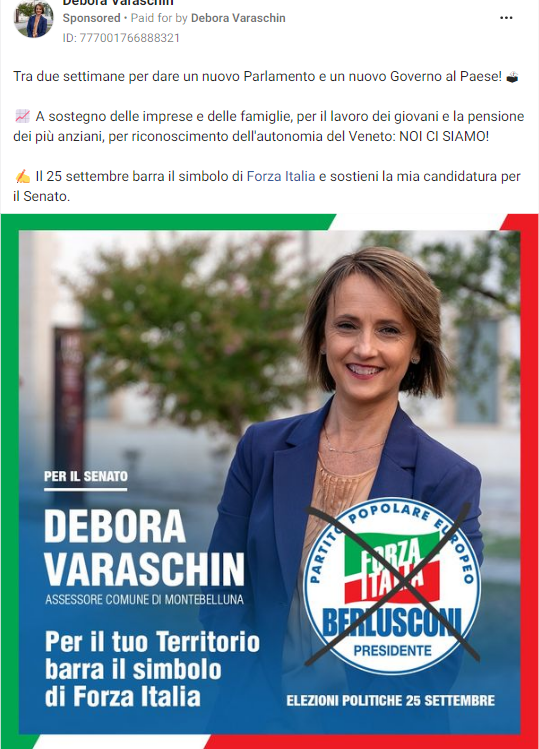 Debora Varaschin
Sponsored • Paid for by Debora Varaschin
ID: 777001766888321
Tra due settimane per dare un nuovo Parlamento e un nuovo Governo al Paese! 🗳️
📈 A sostegno delle imprese e delle famiglie, per il lavoro dei giovani e la pensione
dei più anziani, per riconoscimento dell'autonomia del Veneto: NOI CI SIAMO!
✍️ Il 25 settembre barra il simbolo di Forza Italia e sostieni la mia candidatura per
il Senato.
PER IL SENATO
DEBORA
VARASCHIN
ASSESSORE COMUNE DI MONTEBELLUNA
Per il tuo Territorio
barra il simbolo
di Forza Italia
PARTITO POPOLARE EUROPEO
FORZA
ITALIA
BERLUSCONI
PRESIDENTE
ELEZIONI POLITICHE 25 SETTEMBRE